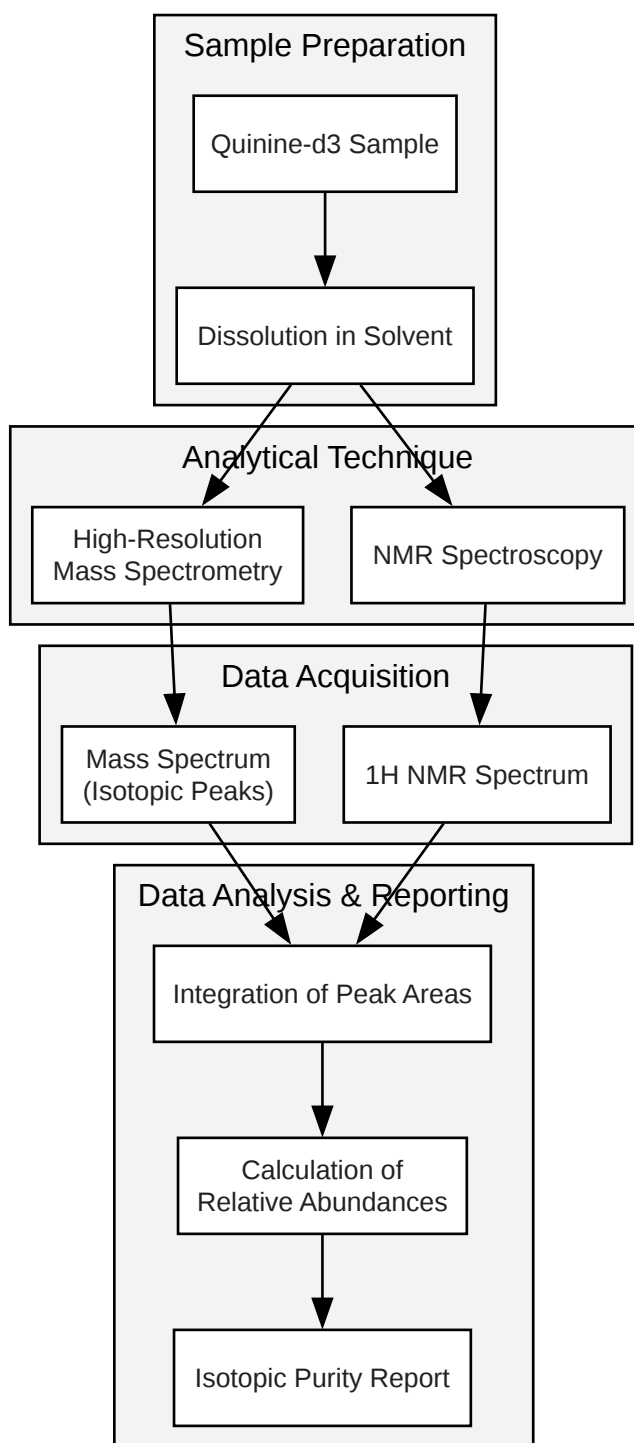 Sample Preparation
Quinine-d3 Sample
Dissolution in Solvent
Analytical Technique
High-Resolution
Mass Spectrometry
NMR Spectroscopy
Data Acquisition
Mass Spectrum
(Isotopic Peaks)
1H NMR Spectrum
Data Analysis & Reporting
Integration of Peak Areas
Calculation of
Relative Abundances
Isotopic Purity Report